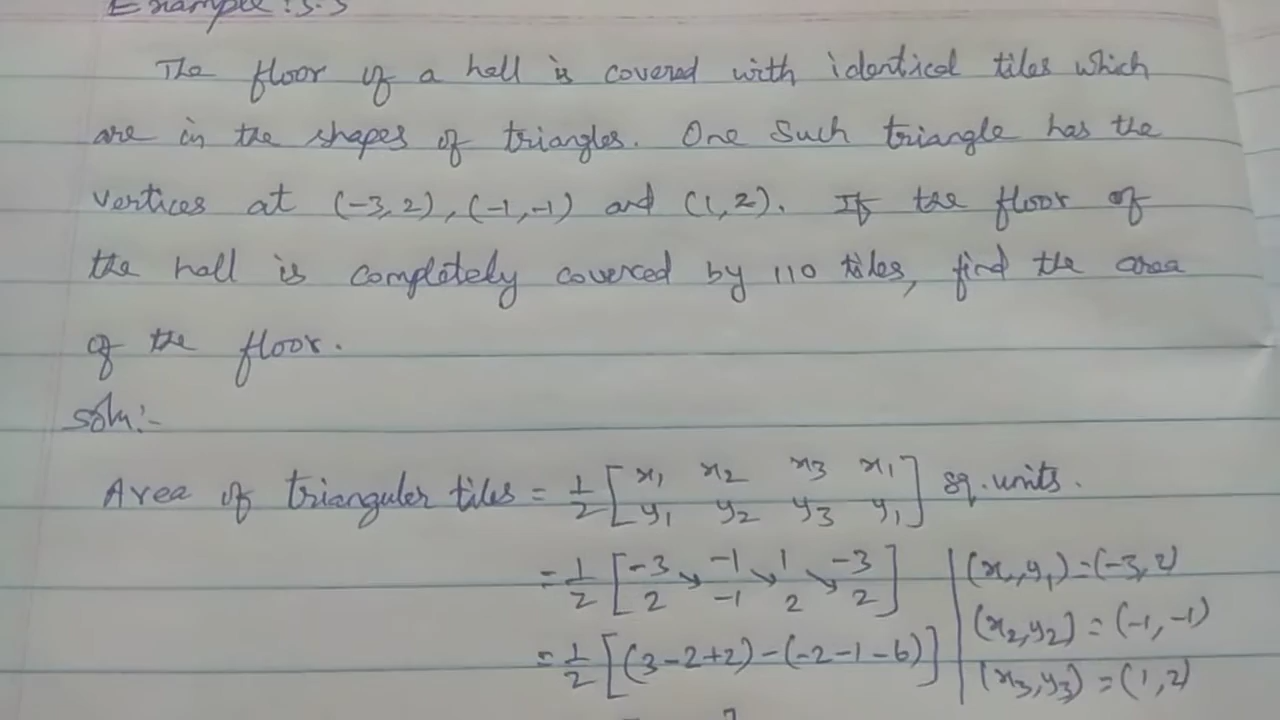 Example: 5.5
The floor of a hall is covered with identical tiles which
are in the shapes of triangles. One Such triangle has the
vertices at (-3,2), (-1,-1) and (1,2). If the floor of
the hall is completely covered by 110 tiles, find the area
of the floor.
Soln:-
Area of trianguler tiles = 1/2 [x1 x2 x3 x1 / y1 y2 y3 y1] sq.units.
= 1/2 [-3 -1 1 -3 / 2 -1 2 2] | (x1,y1) = (-3,2)
(x2,y2) = (-1,-1)
= 1/2 [(3-2+2)-(-2-1-6)] (x3,y3) = (1,2)